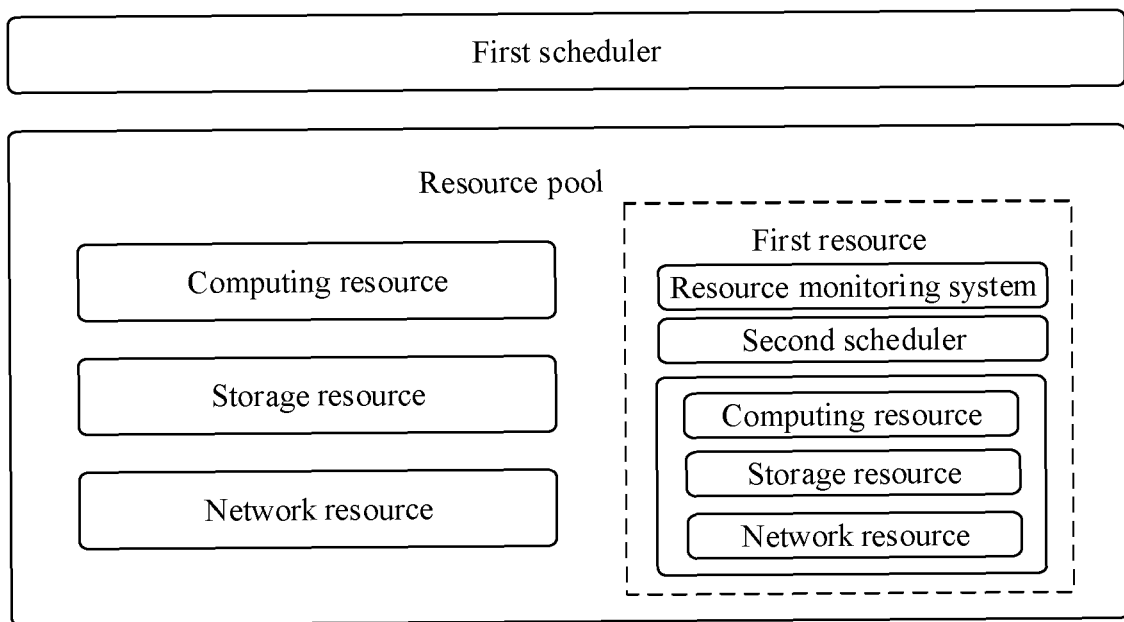 First scheduler
Resource pool
Computing resource
Storage resource
Network resource
First resource
Resource monitoring system
Second scheduler
Computing resource
Storage resource
Network resource